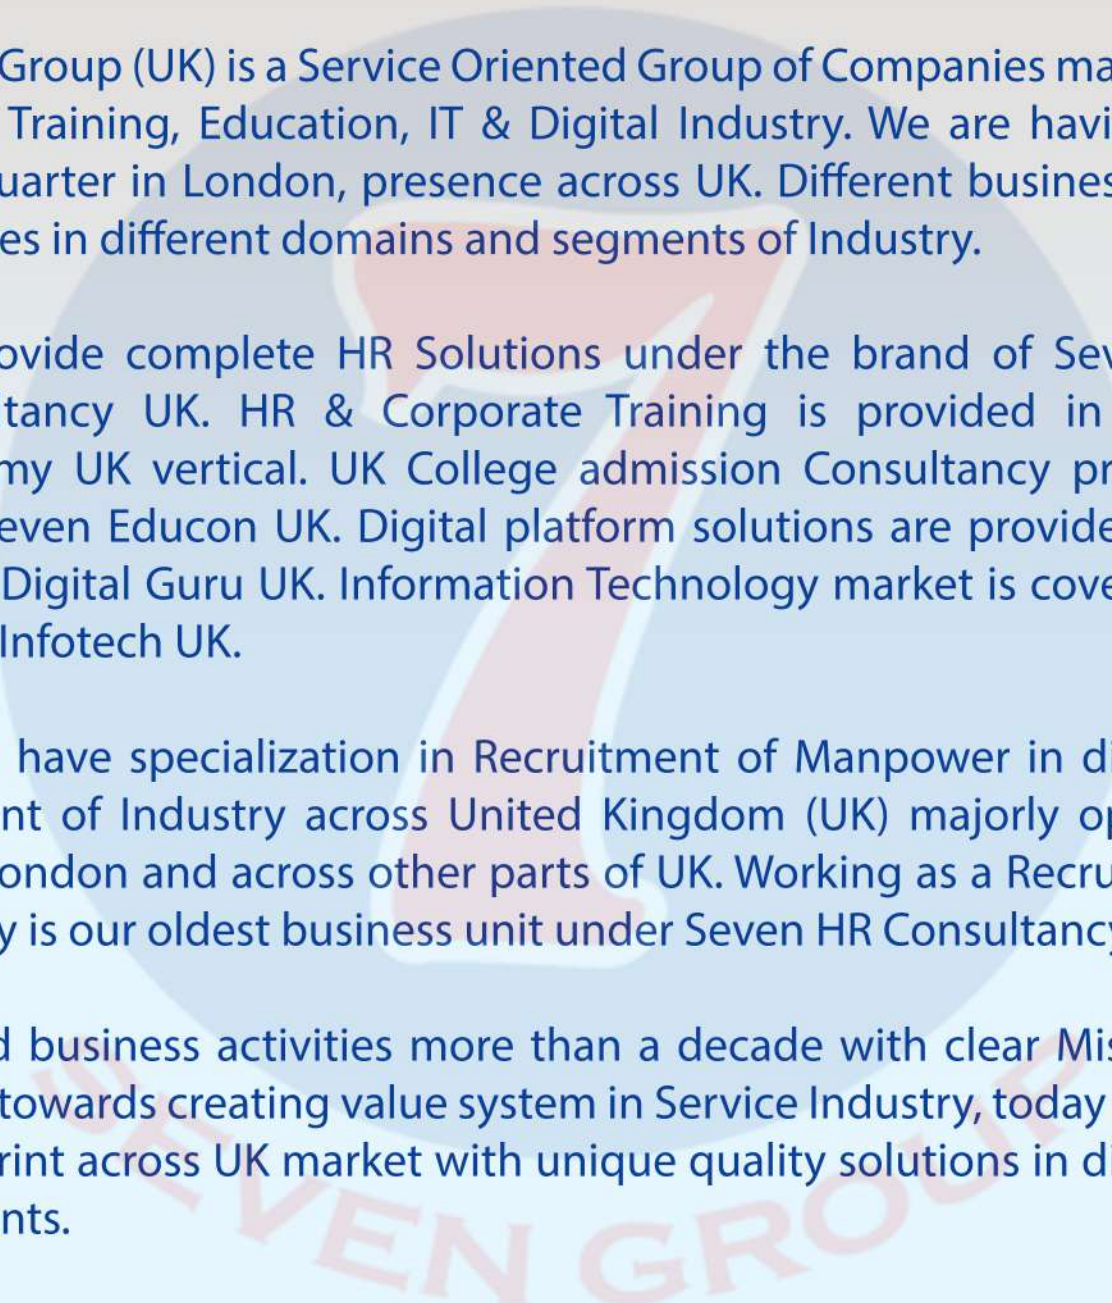 Group (UK) is a Service Oriented Group of Companies ma
Training, Education, IT & Digital Industry. We are havi
uarter in London, presence across UK. Different busines
es in different domains and segments of Industry.
ovide complete HR Solutions under the brand of Sev
tancy UK. HR & Corporate Training is provided in
my UK vertical. UK College admission Consultancy pr
even Educon UK. Digital platform solutions are provide
Digital Guru UK. Information Technology market is cove
Infotech UK.
have specialization in Recruitment of Manpower in di
nt of Industry across United Kingdom (UK) majorly op
ondon and across other parts of UK. Working as a Recru
y is our oldest business unit under Seven HR Consultancy
d business activities more than a decade with clear Mis
towards creating value system in Service Industry, today
rint across UK market with unique quality solutions in di
nts.
7
SEVEN GROUP